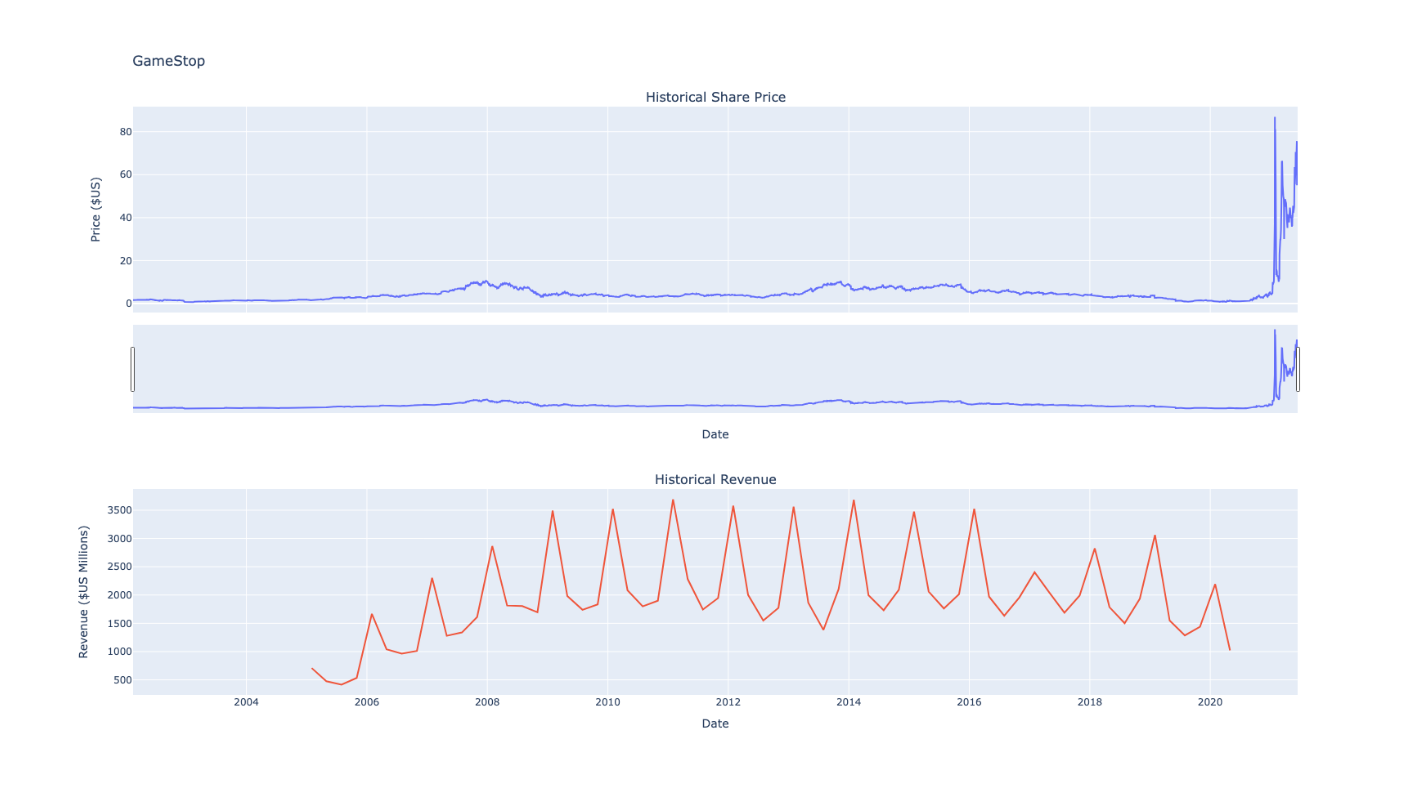 GameStop
Historical Share Price
Price ($US)
80
60
40
20
0
Date
Historical Revenue
Revenue ($US Millions)
3500
3000
2500
2000
1500
1000
500
2004 2006 2008 2010 2012 2014 2016 2018 2020
Date